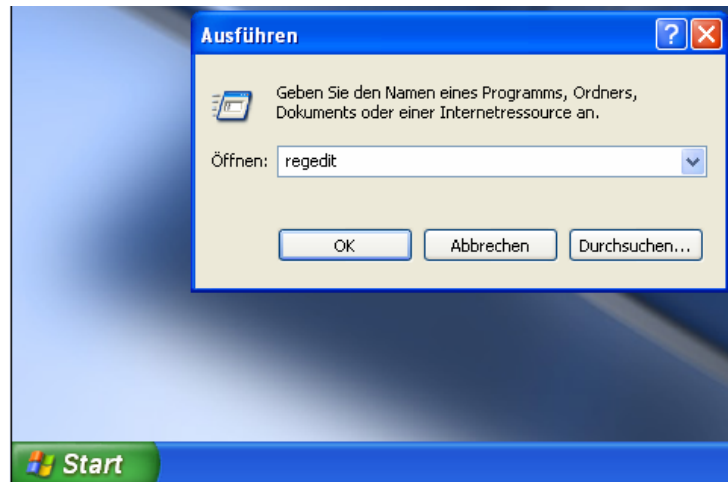 Ausführen
Geben Sie den Namen eines Programms, Ordners,
Dokuments oder einer Internetressource an.
Öffnen: regedit
OK Abbrechen Durchsuchen...
Start